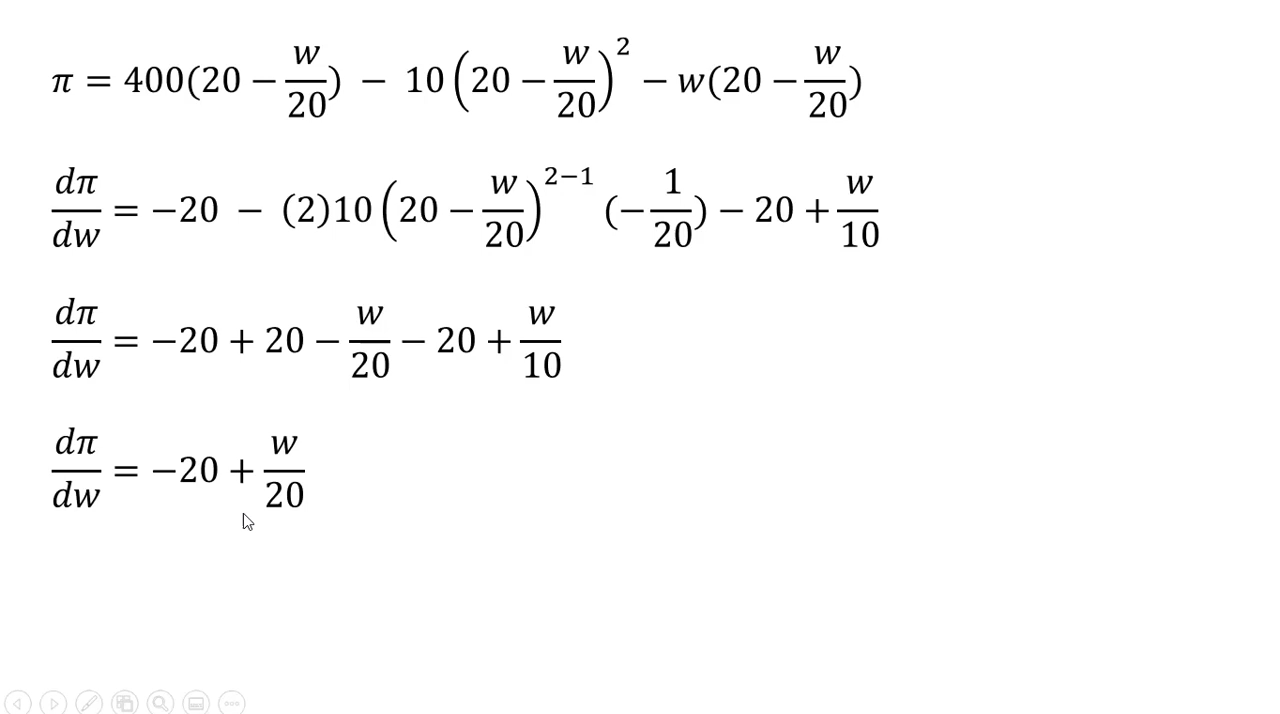 π = 400(20 − w/20) − 10(20 − w/20)² − w(20 − w/20)
dπ/dw = −20 − (2)10(20 − w/20)²⁻¹ (−1/20) − 20 + w/10
dπ/dw = −20 + 20 − w/20 − 20 + w/10
dπ/dw = −20 + w/20